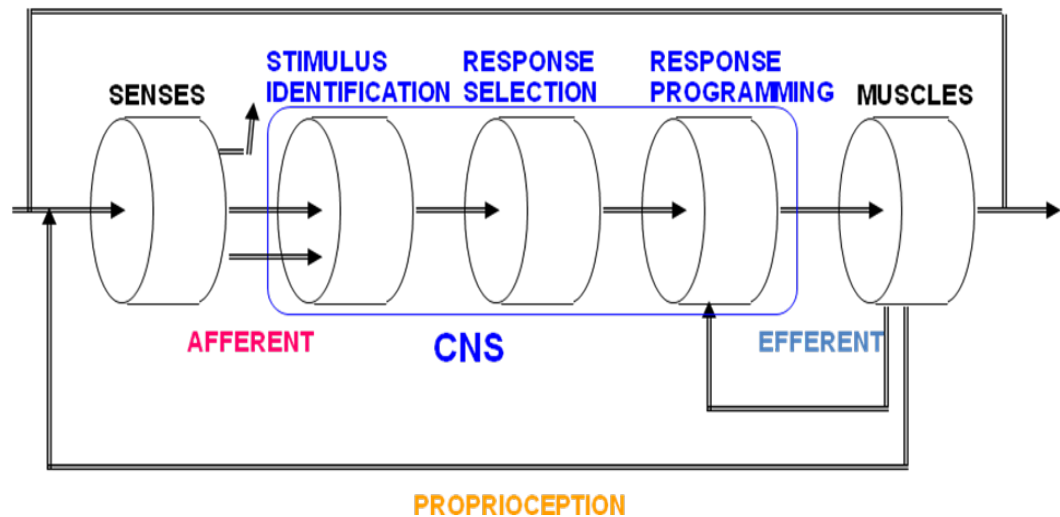 SENSES
STIMULUS
IDENTIFICATION
RESPONSE
SELECTION
RESPONSE
PROGRAMMING
MUSCLES
AFFERENT
CNS
EFFERENT
PROPRIOCEPTION